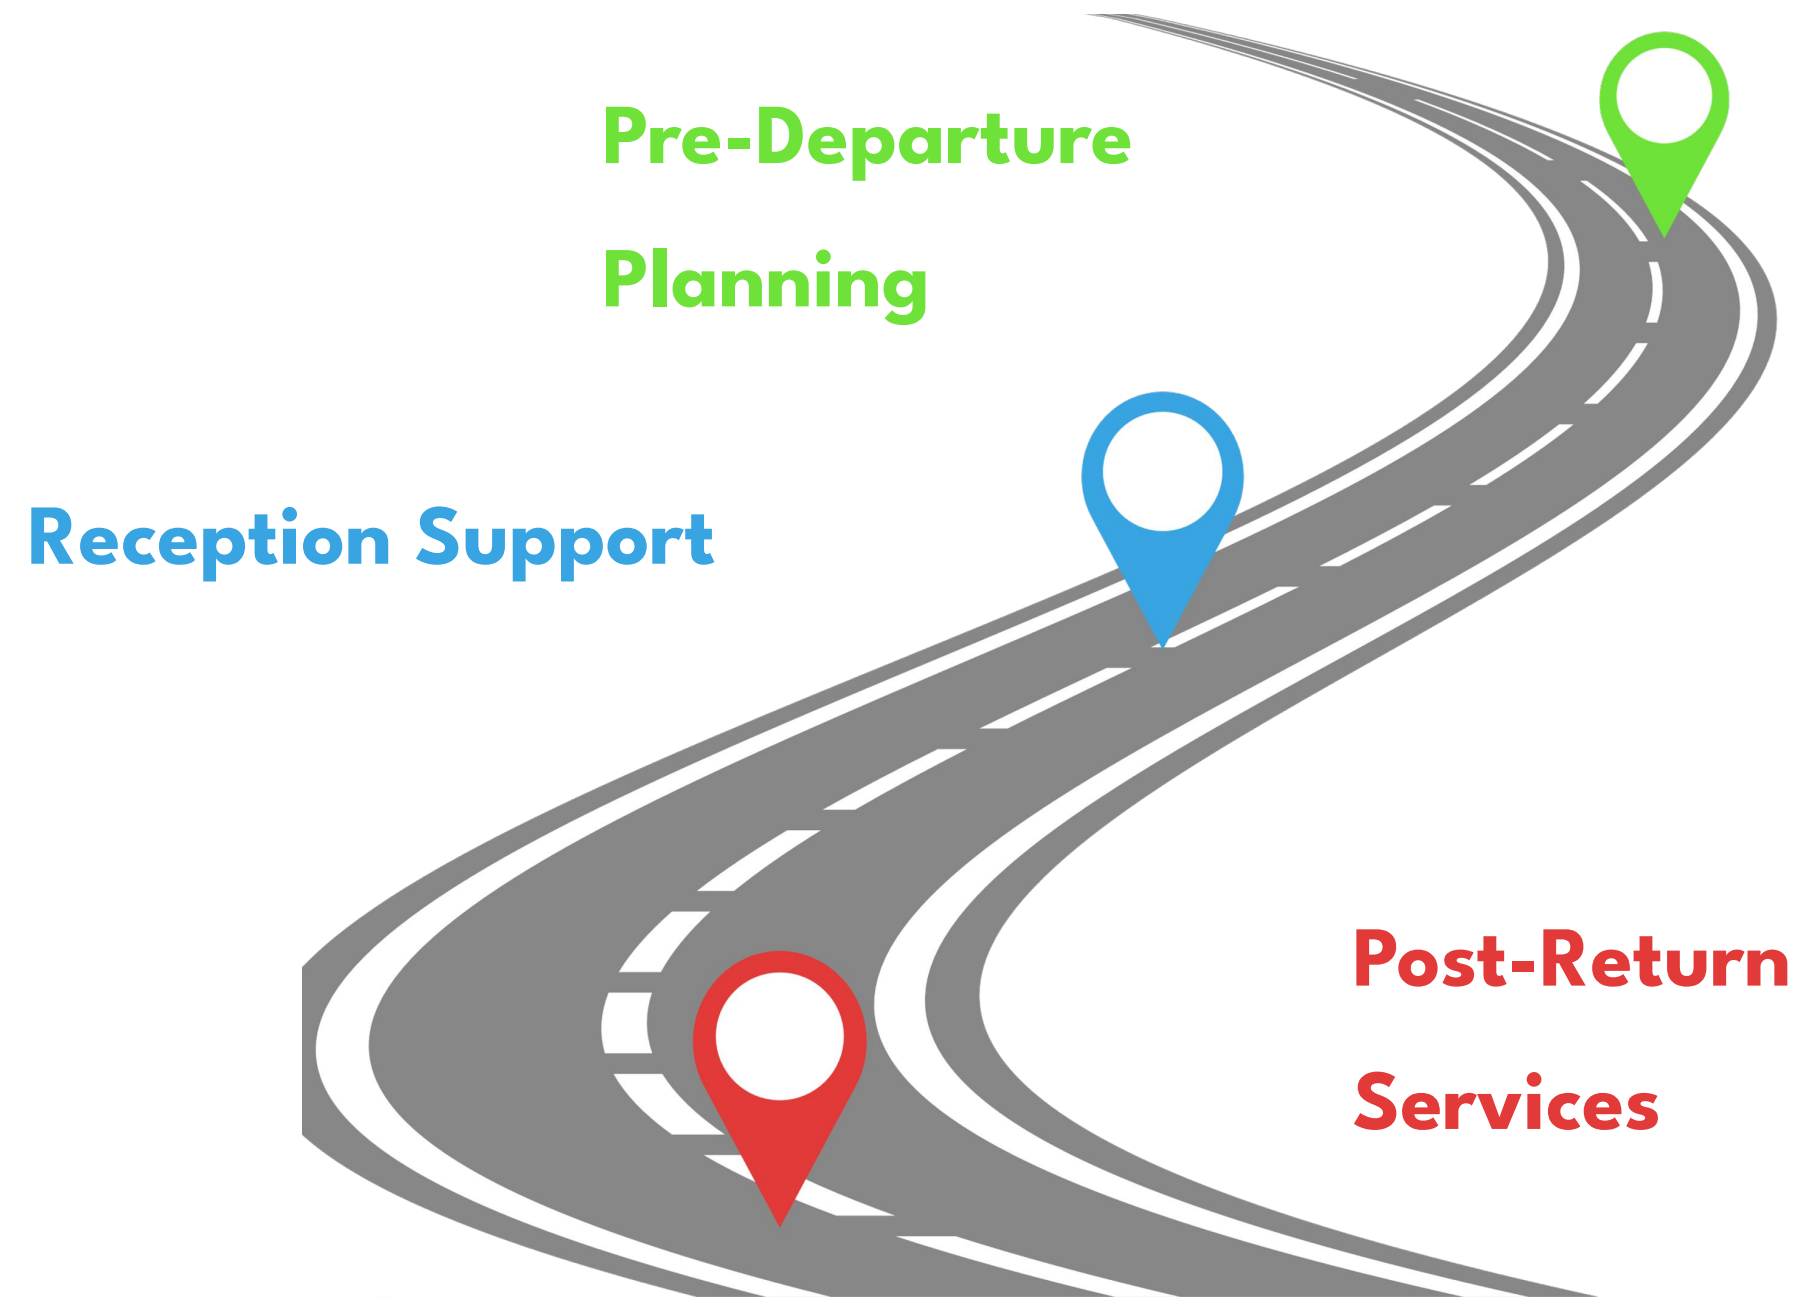 Pre-Departure
Planning
Reception Support
Post-Return
Services